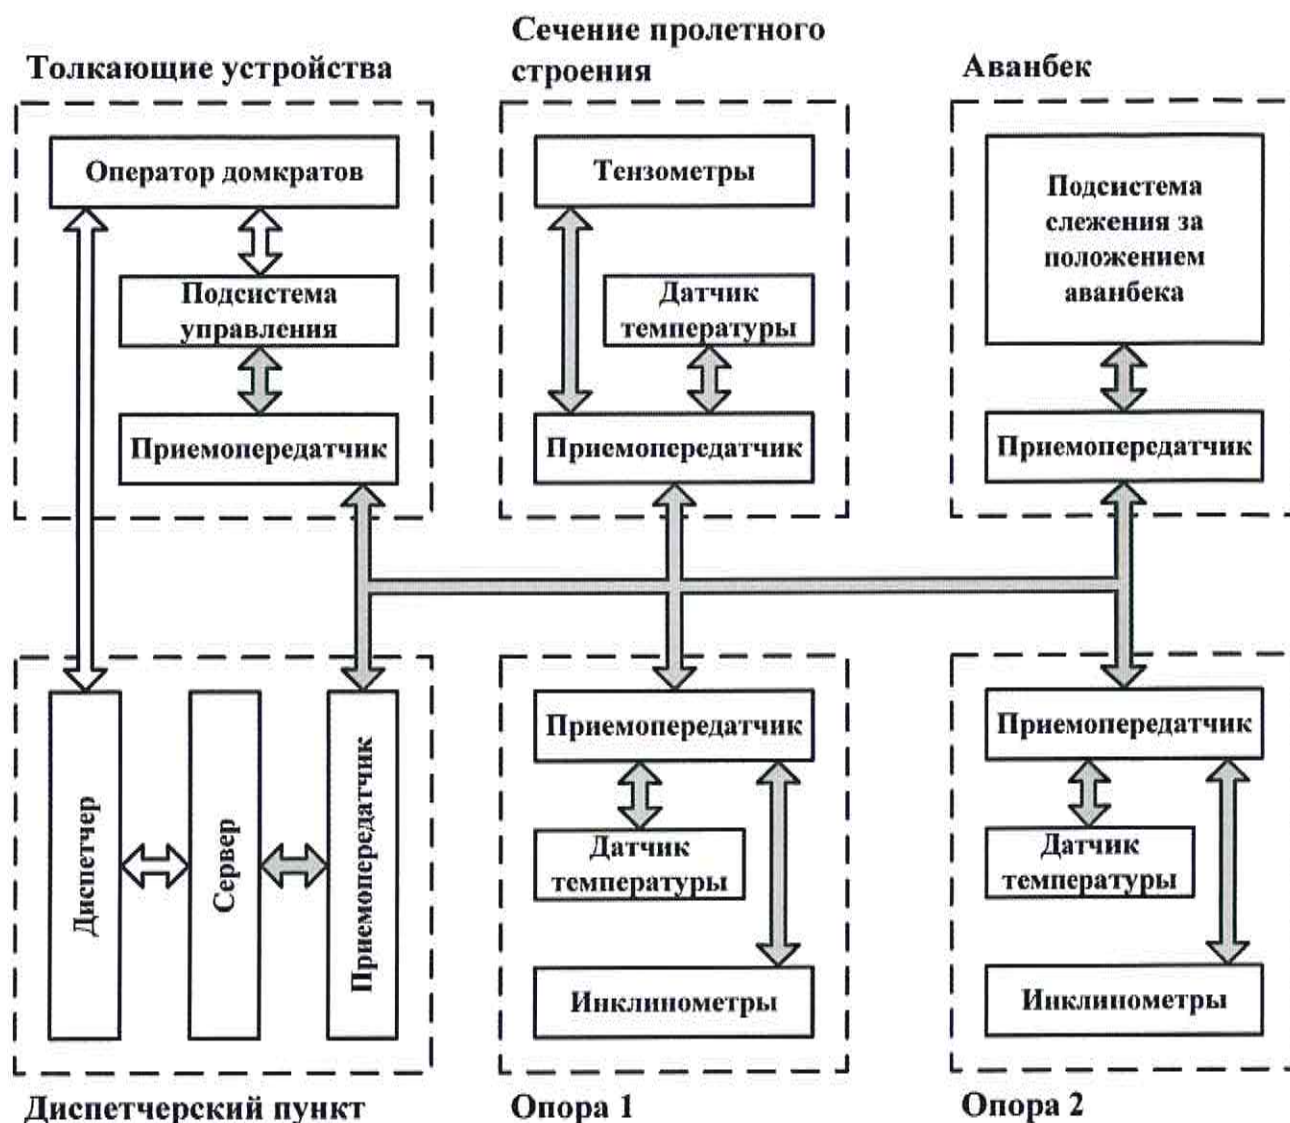 Толкающие устройства
Оператор домкратов
Подсистема
управления
Приемопередатчик
Сечение пролетного
строения
Тензометры
Датчик
температуры
Приемопередатчик
Аванбек
Подсистема
слежения за
положением
аванбека
Приемопередатчик
Диспетчер
Сервер
Приемопередатчик
Диспетчерский пункт
Приемопередатчик
Датчик
температуры
Инклинометры
Опора 1
Приемопередатчик
Датчик
температуры
Инклинометры
Опора 2